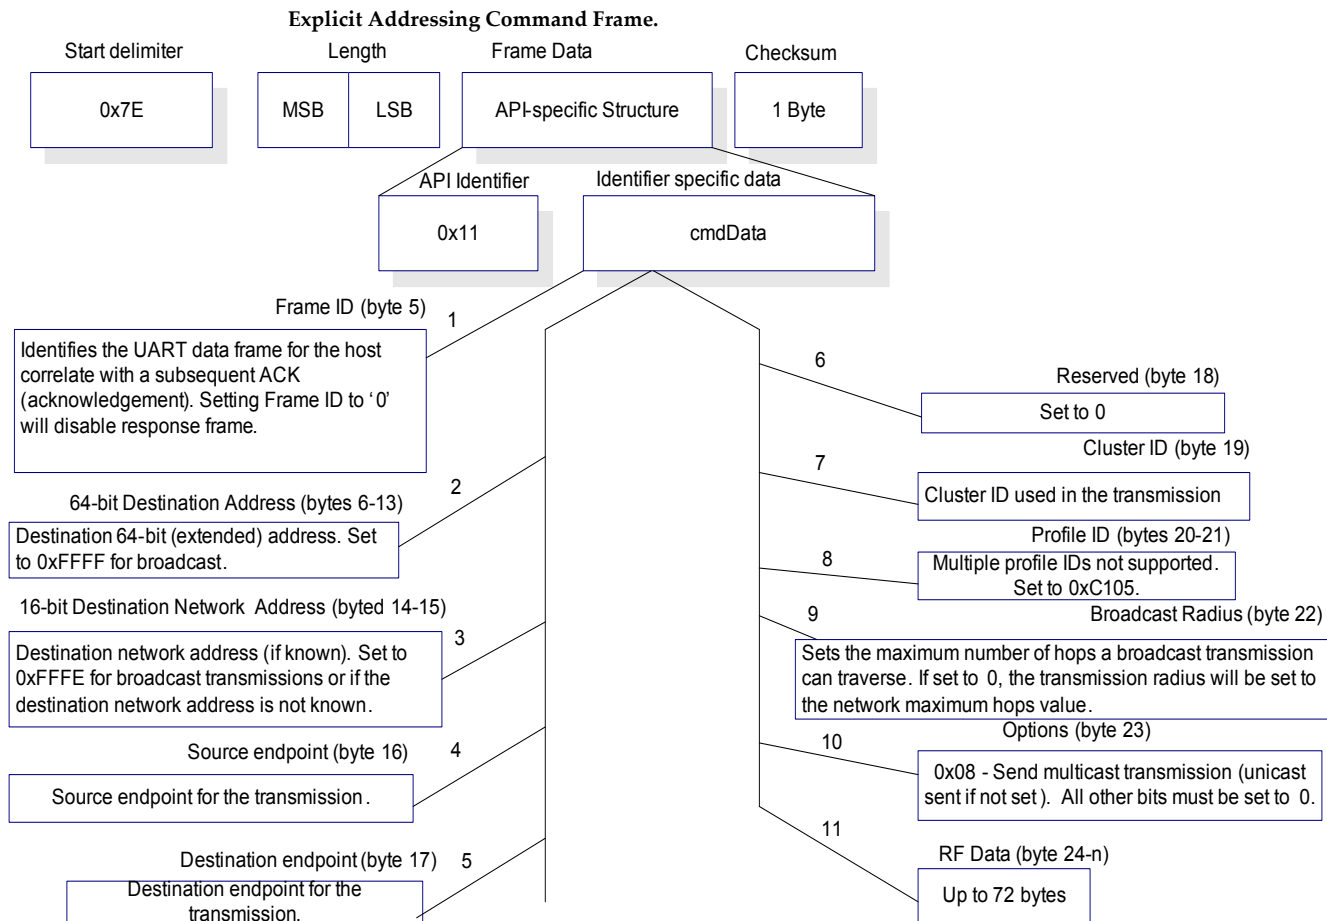 Explicit Addressing Command Frame.
Start delimiter
Length
Frame Data
Checksum
0x7E
MSB
LSB
API-specific Structure
1 Byte
API Identifier
Identifier specific data
0x11
cmdData
Frame ID (byte 5)
1
Identifies the UART data frame for the host
correlate with a subsequent ACK
(acknowledgement). Setting Frame ID to ‘0’
will disable response frame.
64-bit Destination Address (bytes 6-13)
2
Destination 64-bit (extended) address. Set
to 0xFFFF for broadcast.
16-bit Destination Network Address (byted 14-15)
3
Destination network address (if known). Set to
0xFFFE for broadcast transmissions or if the
destination network address is not known.
Source endpoint (byte 16)
4
Source endpoint for the transmission.
Destination endpoint (byte 17)
5
Destination endpoint for the
transmission.
6
Reserved (byte 18)
Set to 0
7
Cluster ID (byte 19)
Cluster ID used in the transmission
8
Profile ID (bytes 20-21)
Multiple profile IDs not supported.
Set to 0xC105.
9
Broadcast Radius (byte 22)
Sets the maximum number of hops a broadcast transmission
can traverse. If set to 0, the transmission radius will be set to
the network maximum hops value.
10
Options (byte 23)
0x08 - Send multicast transmission (unicast
sent if not set). All other bits must be set to 0.
11
RF Data (byte 24-n)
Up to 72 bytes